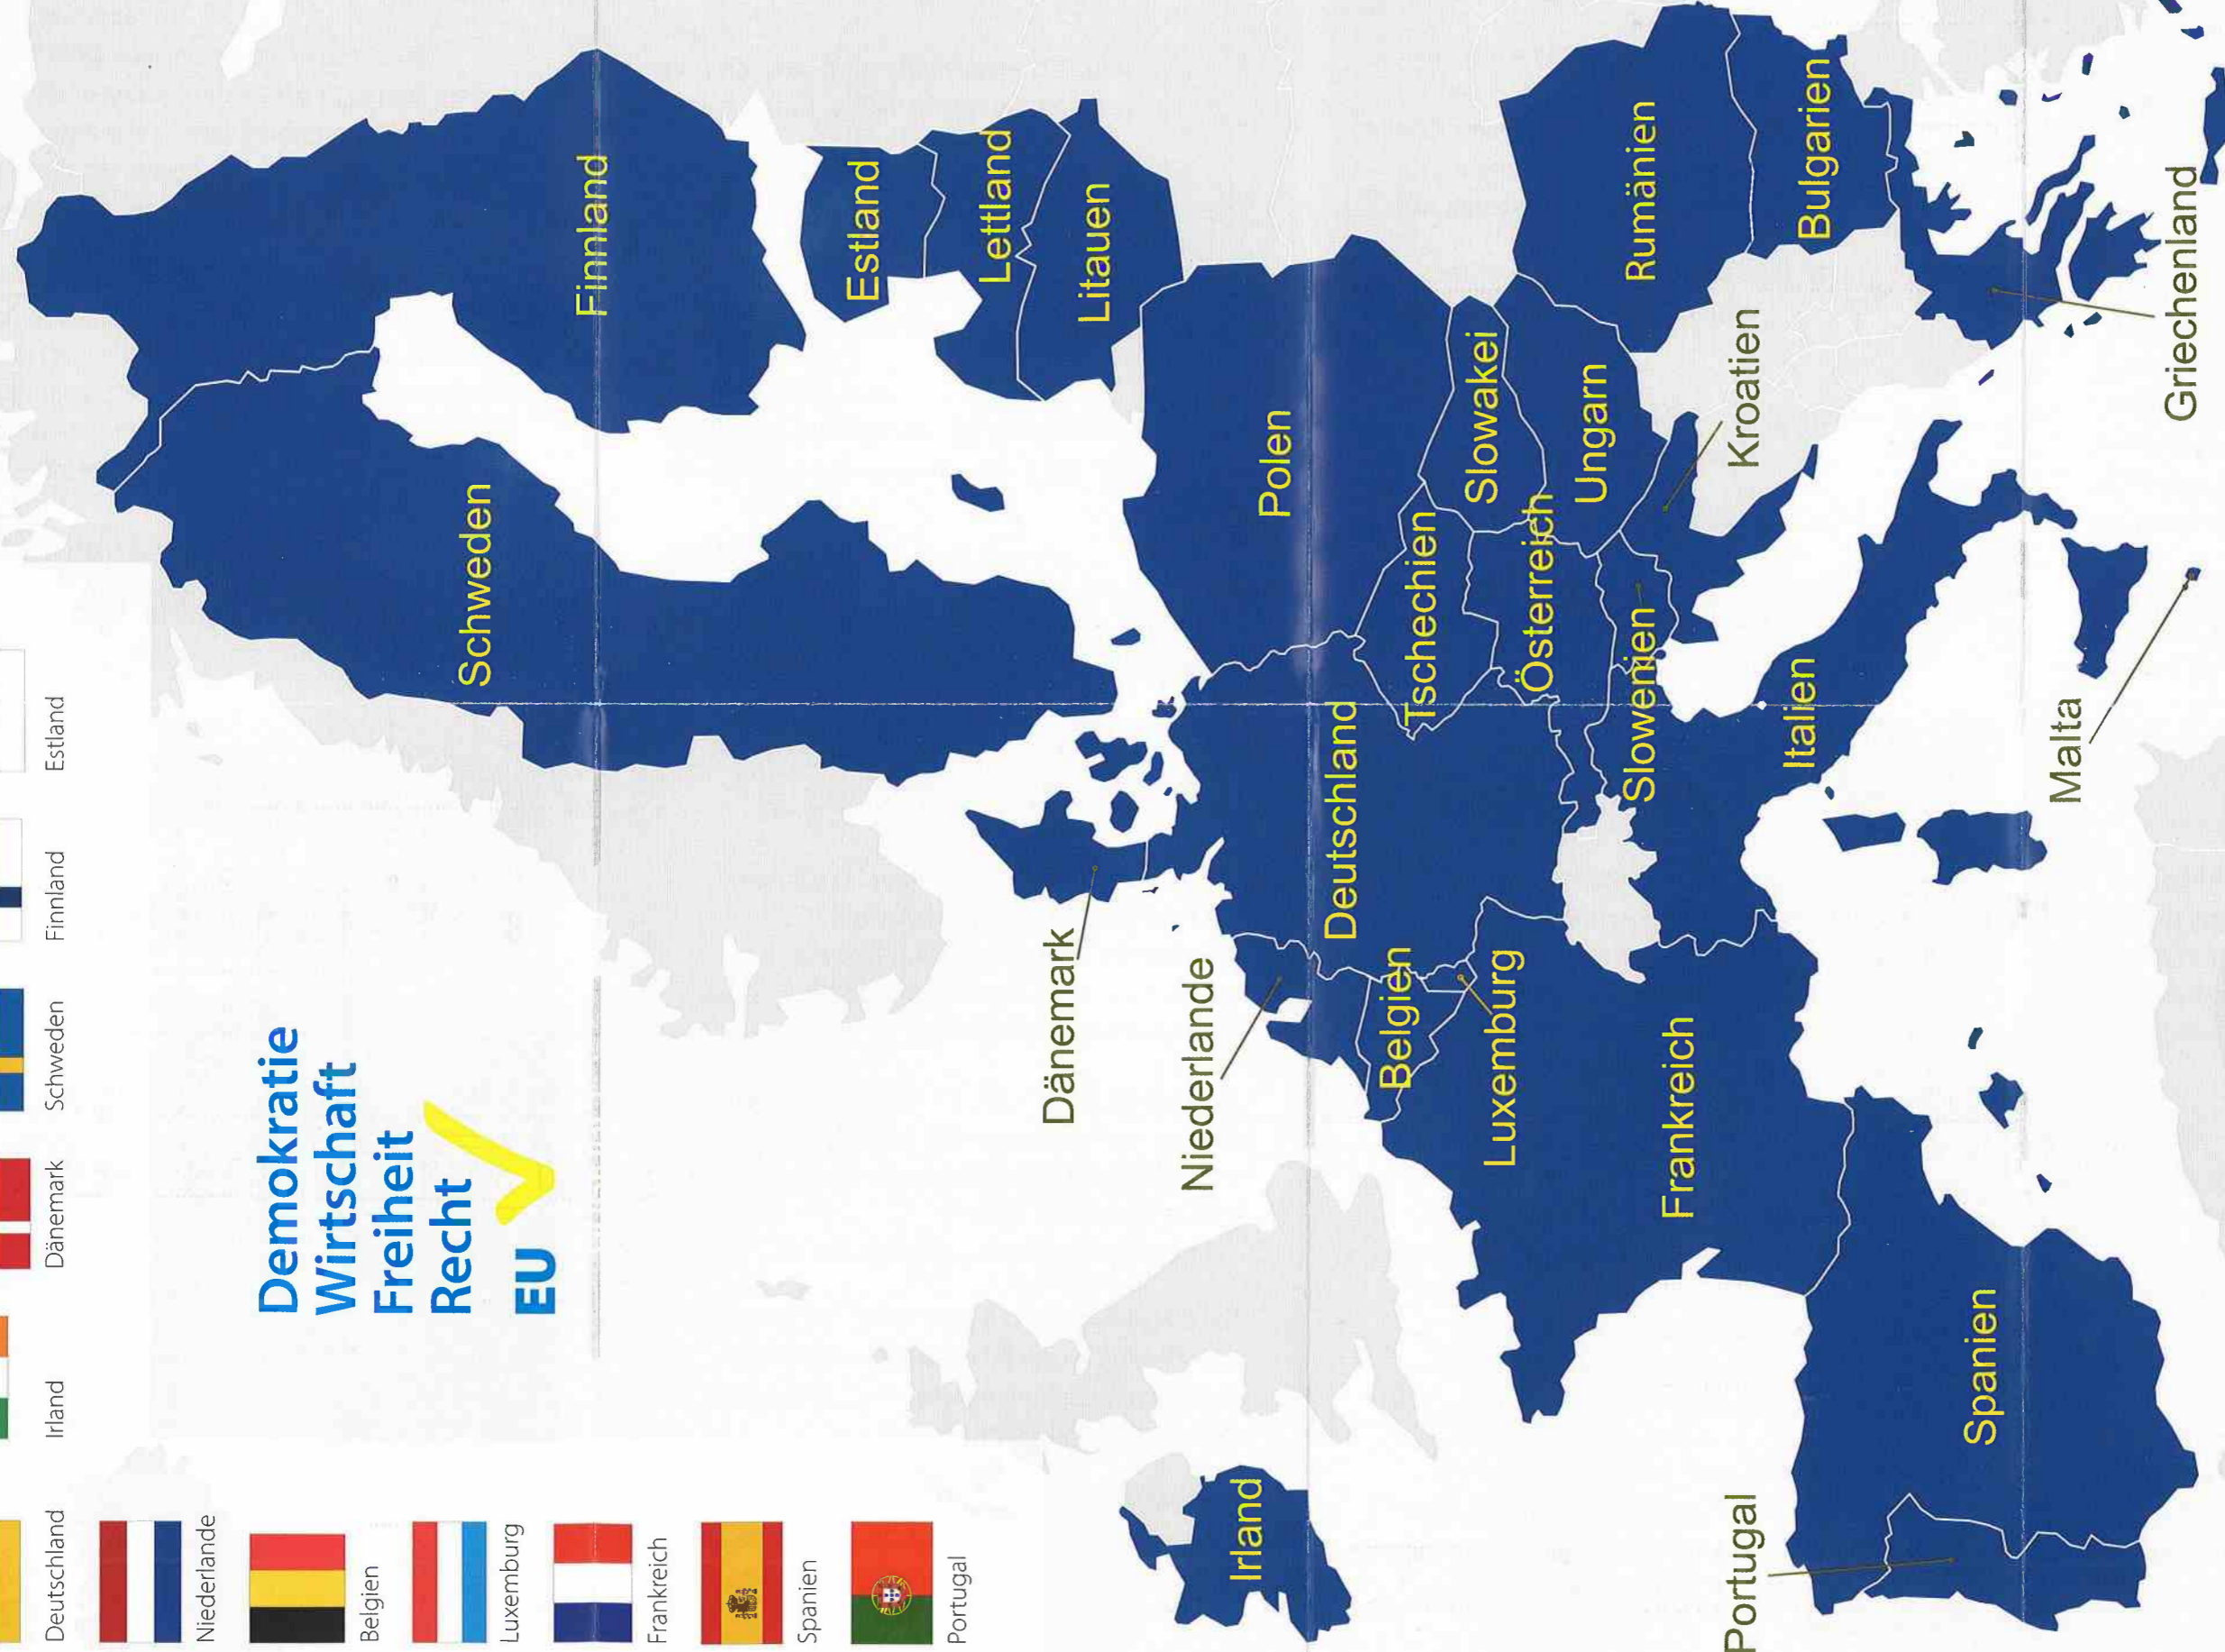 Deutschland
Irland
Dänemark
Schweden
Finnland
Estland
Niederlande
Belgien
Luxemburg
Frankreich
Spanien
Portugal
Demokratie
Wirtschaft
Freiheit
Recht
EU
Schweden
Finnland
Estland
Lettland
Litauen
Dänemark
Niederlande
Irland
Polen
Deutschland
Belgien
Tschechien
Slowakei
Luxemburg
Österreich
Ungarn
Slowenien
Rumänien
Frankreich
Kroatien
Portugal
Italien
Bulgarien
Spanien
Malta
Griechenland